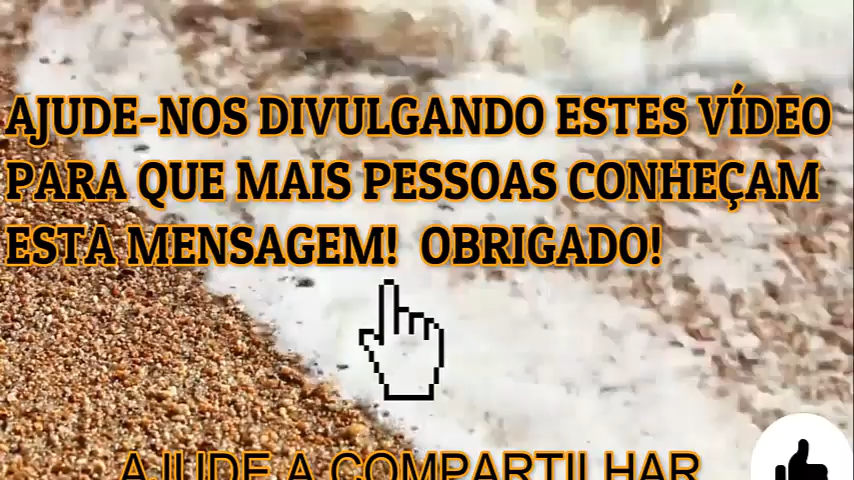 AJUDE-NOS DIVULGANDO ESTES VÍDEO
PARA QUE MAIS PESSOAS CONHEÇAM
ESTA MENSAGEM! OBRIGADO!
AJUDE A COMPARTILHAR